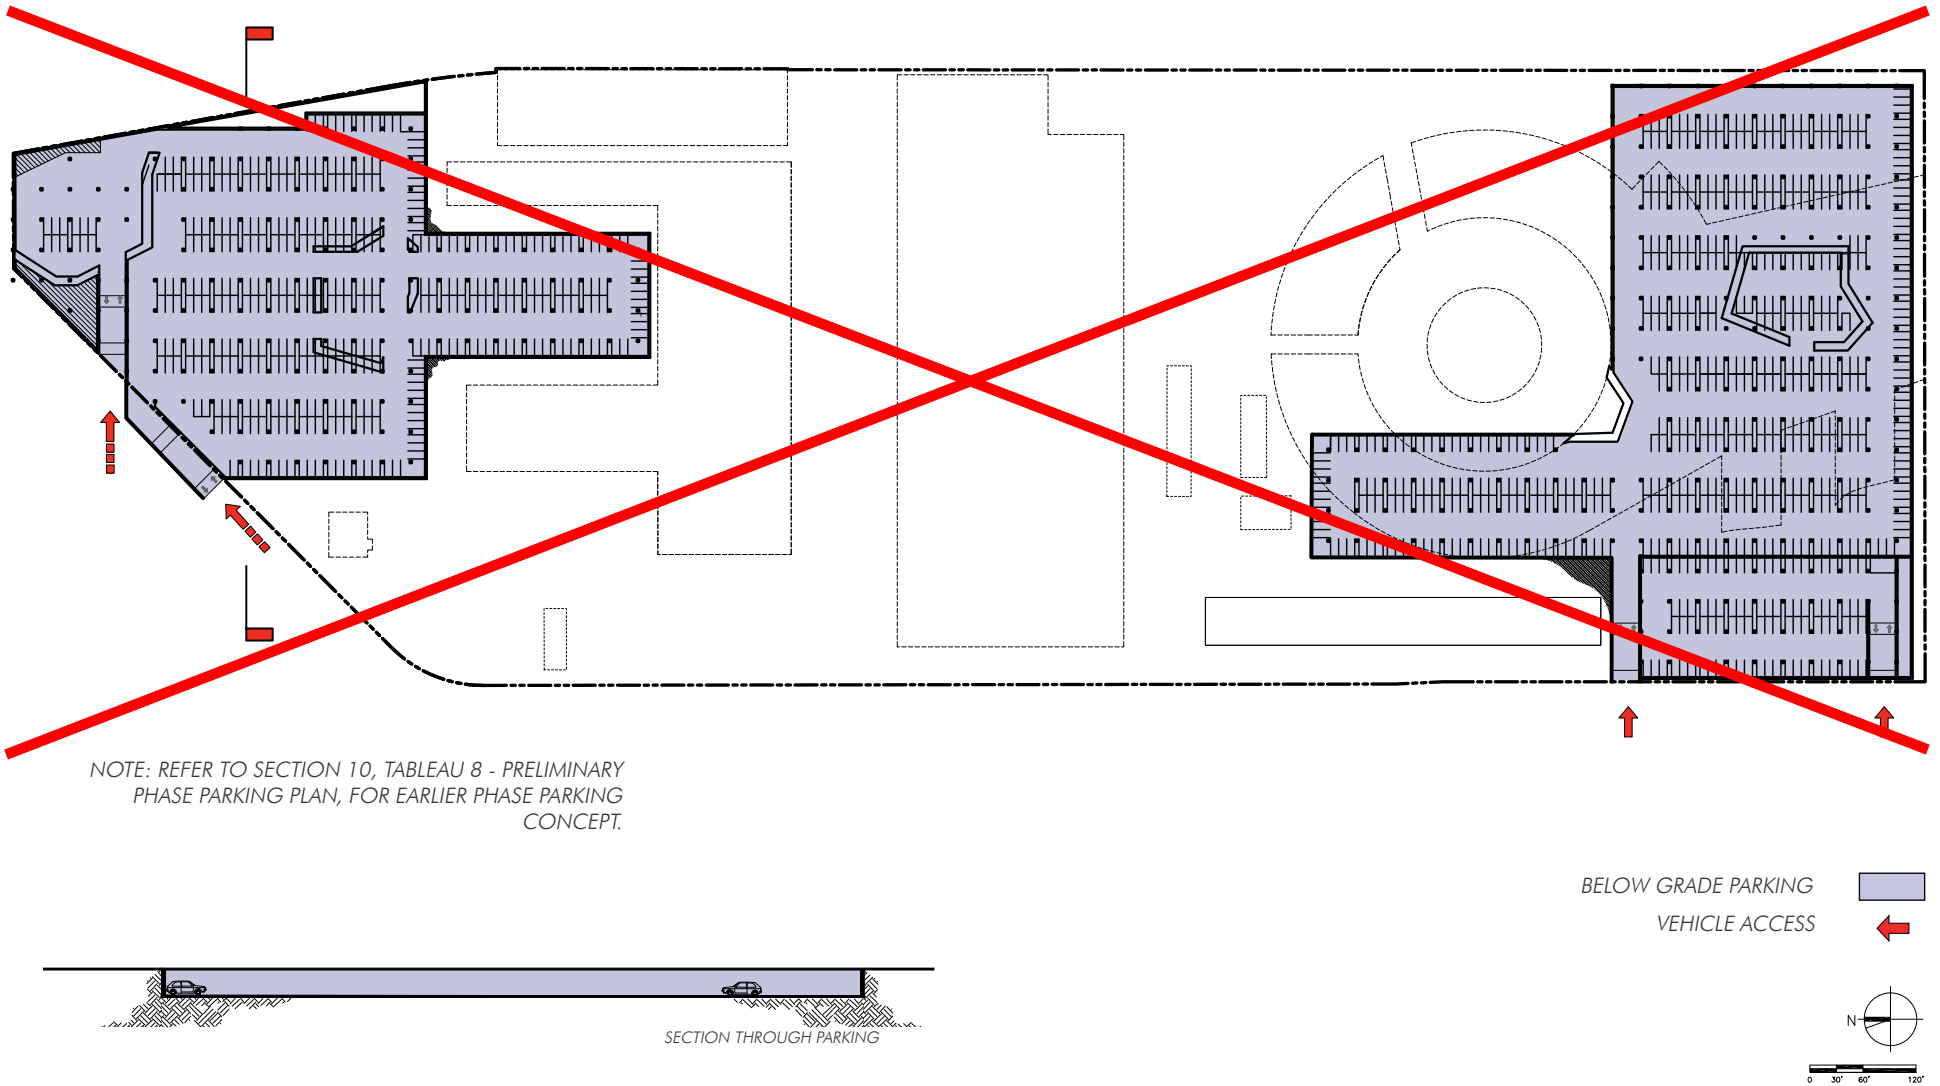 NOTE: REFER TO SECTION 10, TABLEAU 8 - PRELIMINARY
PHASE PARKING PLAN, FOR EARLIER PHASE PARKING
CONCEPT.
BELOW GRADE PARKING
VEHICLE ACCESS
SECTION THROUGH PARKING
N
0 30' 60' 120'